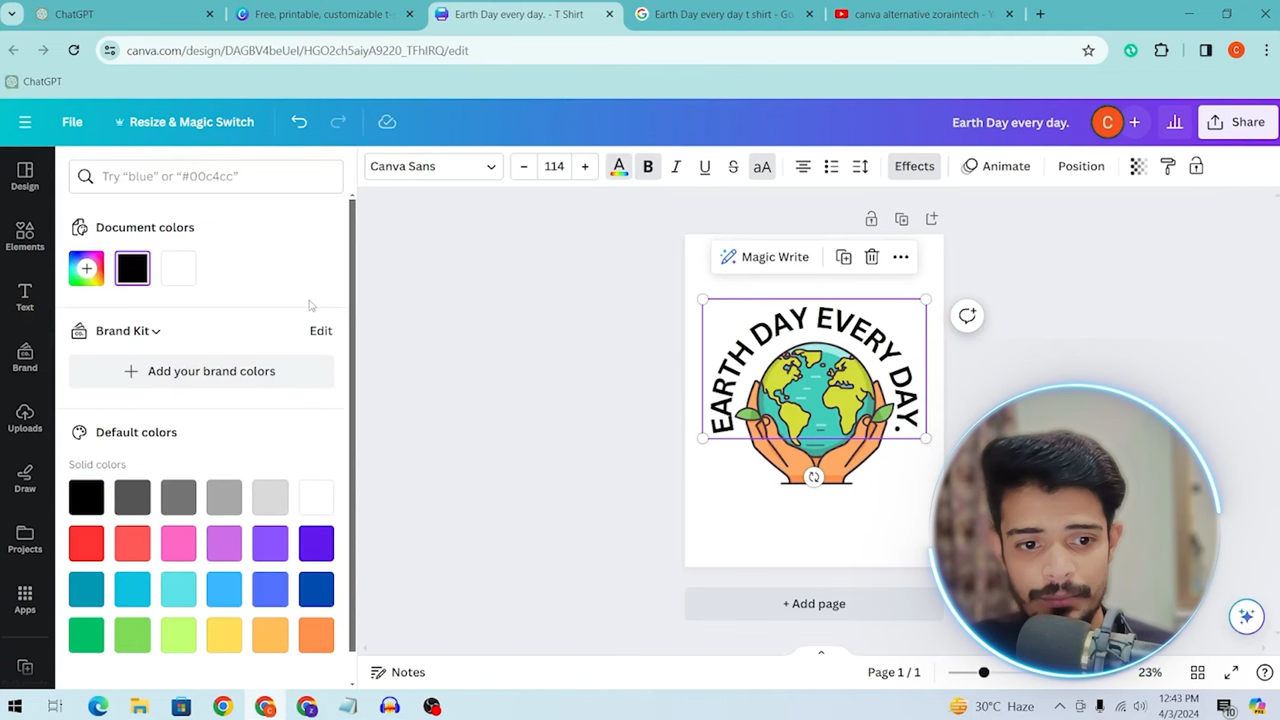 ChatGPT
Free, printable, customizable t-
Earth Day every day. - T Shirt
Earth Day every day t shirt - Go
canva alternative zoraintech - Y
canva.com/design/DAGBV4beUeI/HGO2ch5aiyA9220_TFhIRQ/edit
ChatGPT
File
Resize & Magic Switch
Earth Day every day.
C
Share
Design
Elements
Text
Brand
Uploads
Draw
Projects
Apps
Try “blue” or “#00c4cc”
Document colors
Brand Kit
Edit
Add your brand colors
Default colors
Solid colors
Canva Sans
114
B
I
U
S
aA
Effects
Animate
Position
Magic Write
EARTH DAY EVERY DAY.
+ Add page
Notes
Page 1 / 1
23%
30°C Haze
12:43 PM
4/3/2024